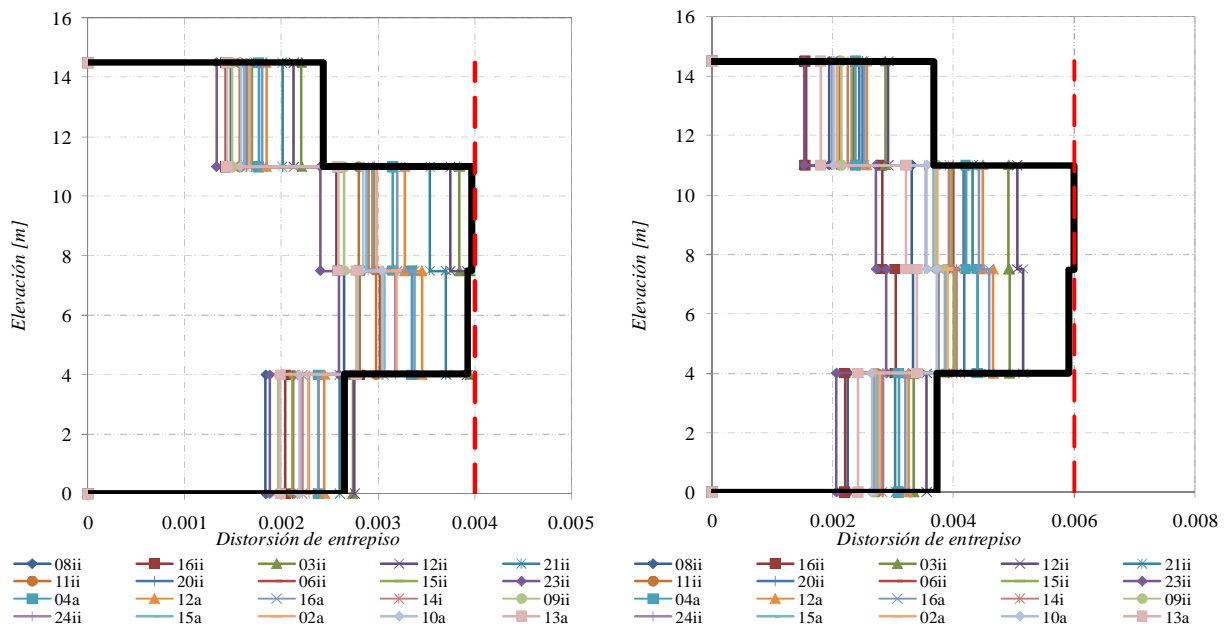 16
14
12
10
8
6
4
2
0
Elevación [m]
0 0.001 0.002 0.003 0.004 0.005
Distorsión de entrepiso
08ii 16ii 03ii 12ii 21ii
11ii 20ii 06ii 15ii 23ii
04a 12a 16a 14i 09ii
24ii 15a 02a 10a 13a
16
14
12
10
8
6
4
2
0
Elevación [m]
0 0.002 0.004 0.006 0.008
Distorsión de entrepiso
08ii 16ii 03ii 12ii 21ii
11ii 20ii 06ii 15ii 23ii
04a 12a 16a 14i 09ii
24ii 15a 02a 10a 13a